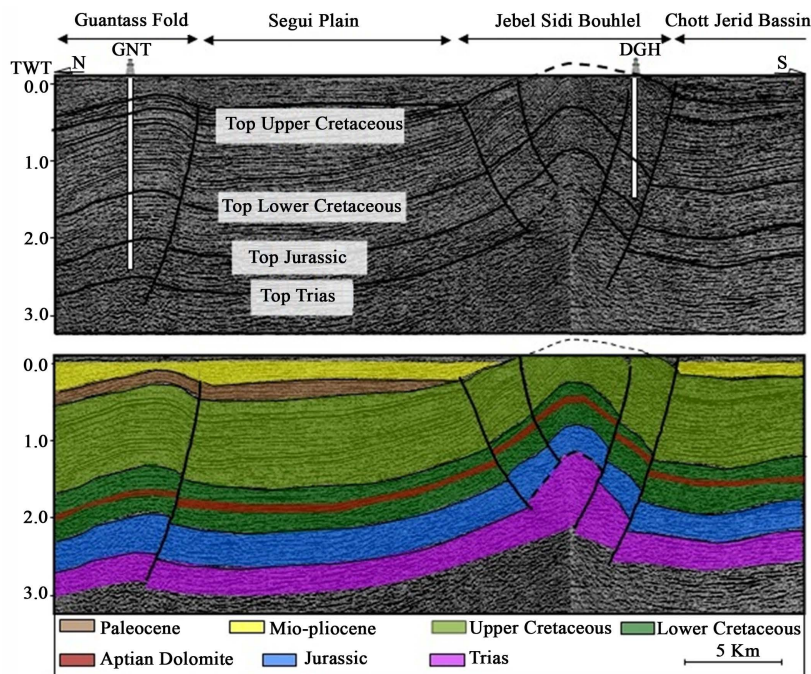 Guantass Fold Segui Plain Jebel Sidi Bouhlel Chott Jerid Bassin
GNT DGH
TWT N S
0.0
Top Upper Cretaceous
1.0
Top Lower Cretaceous
2.0
Top Jurassic
Top Trias
3.0
0.0
1.0
2.0
3.0
Paleocene Mio-pliocene Upper Cretaceous Lower Cretaceous
Aptian Dolomite Jurassic Trias 5 Km